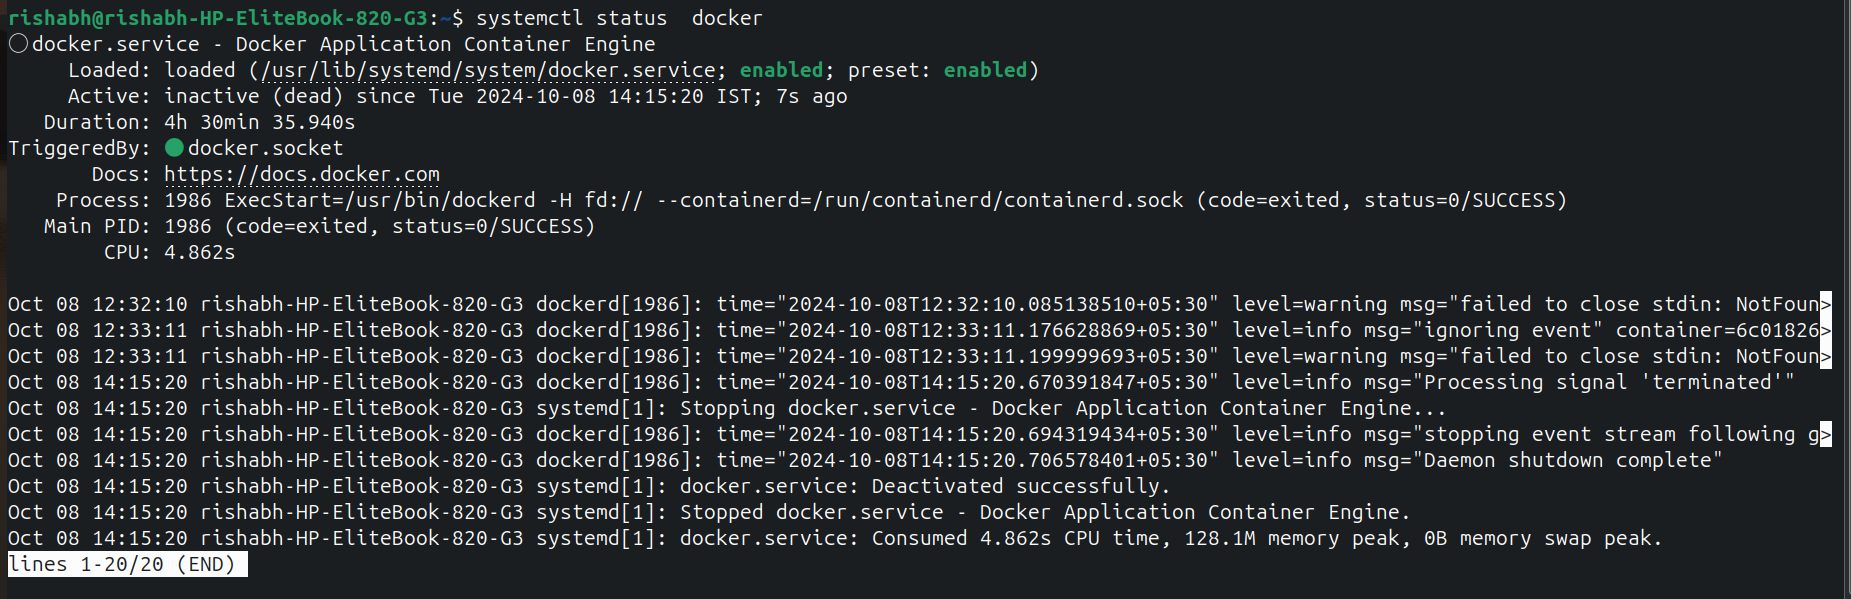 rishabh@rishabh-HP-EliteBook-820-G3:~$ systemctl status  docker
○ docker.service - Docker Application Container Engine
     Loaded: loaded (/usr/lib/systemd/system/docker.service; enabled; preset: enabled)
     Active: inactive (dead) since Tue 2024-10-08 14:15:20 IST; 7s ago
   Duration: 4h 30min 35.940s
TriggeredBy: ● docker.socket
       Docs: https://docs.docker.com
    Process: 1986 ExecStart=/usr/bin/dockerd -H fd:// --containerd=/run/containerd/containerd.sock (code=exited, status=0/SUCCESS)
   Main PID: 1986 (code=exited, status=0/SUCCESS)
        CPU: 4.862s

Oct 08 12:32:10 rishabh-HP-EliteBook-820-G3 dockerd[1986]: time="2024-10-08T12:32:10.085138510+05:30" level=warning msg="failed to close stdin: NotFoun>
Oct 08 12:33:11 rishabh-HP-EliteBook-820-G3 dockerd[1986]: time="2024-10-08T12:33:11.176628869+05:30" level=info msg="ignoring event" container=6c01826>
Oct 08 12:33:11 rishabh-HP-EliteBook-820-G3 dockerd[1986]: time="2024-10-08T12:33:11.199999693+05:30" level=warning msg="failed to close stdin: NotFoun>
Oct 08 14:15:20 rishabh-HP-EliteBook-820-G3 dockerd[1986]: time="2024-10-08T14:15:20.670391847+05:30" level=info msg="Processing signal 'terminated'"
Oct 08 14:15:20 rishabh-HP-EliteBook-820-G3 systemd[1]: Stopping docker.service - Docker Application Container Engine...
Oct 08 14:15:20 rishabh-HP-EliteBook-820-G3 dockerd[1986]: time="2024-10-08T14:15:20.694319434+05:30" level=info msg="stopping event stream following g>
Oct 08 14:15:20 rishabh-HP-EliteBook-820-G3 dockerd[1986]: time="2024-10-08T14:15:20.706578401+05:30" level=info msg="Daemon shutdown complete"
Oct 08 14:15:20 rishabh-HP-EliteBook-820-G3 systemd[1]: docker.service: Deactivated successfully.
Oct 08 14:15:20 rishabh-HP-EliteBook-820-G3 systemd[1]: Stopped docker.service - Docker Application Container Engine.
Oct 08 14:15:20 rishabh-HP-EliteBook-820-G3 systemd[1]: docker.service: Consumed 4.862s CPU time, 128.1M memory peak, 0B memory swap peak.
lines 1-20/20 (END)